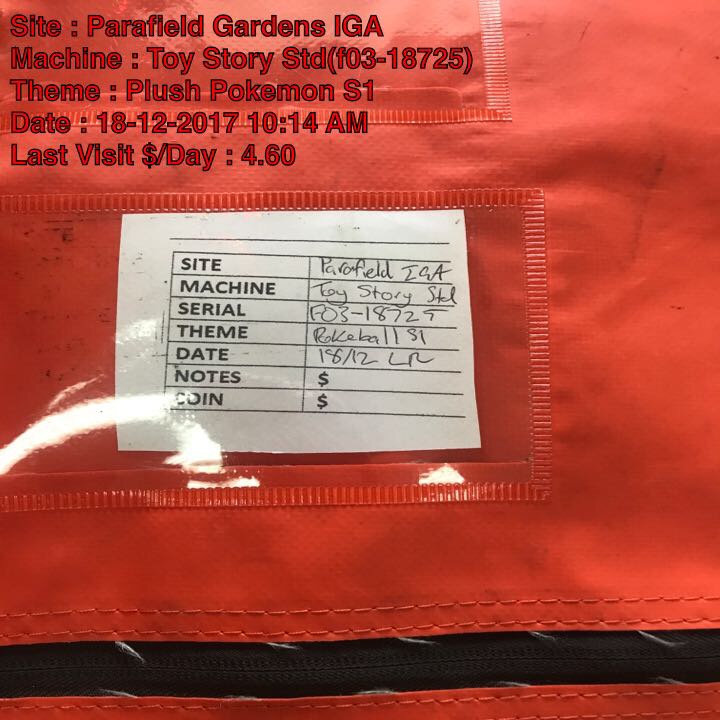 Site : Parafield Gardens IGA
Machine : Toy Story Std(f03-18725)
Theme : Plush Pokemon S1
Date : 18-12-2017 10:14 AM
Last Visit $/Day : 4.60
SITE Parafield IGA
MACHINE Toy Story Std
SERIAL F03-18725
THEME Pokeball S1
DATE 18/12 LR
NOTES $
COIN $